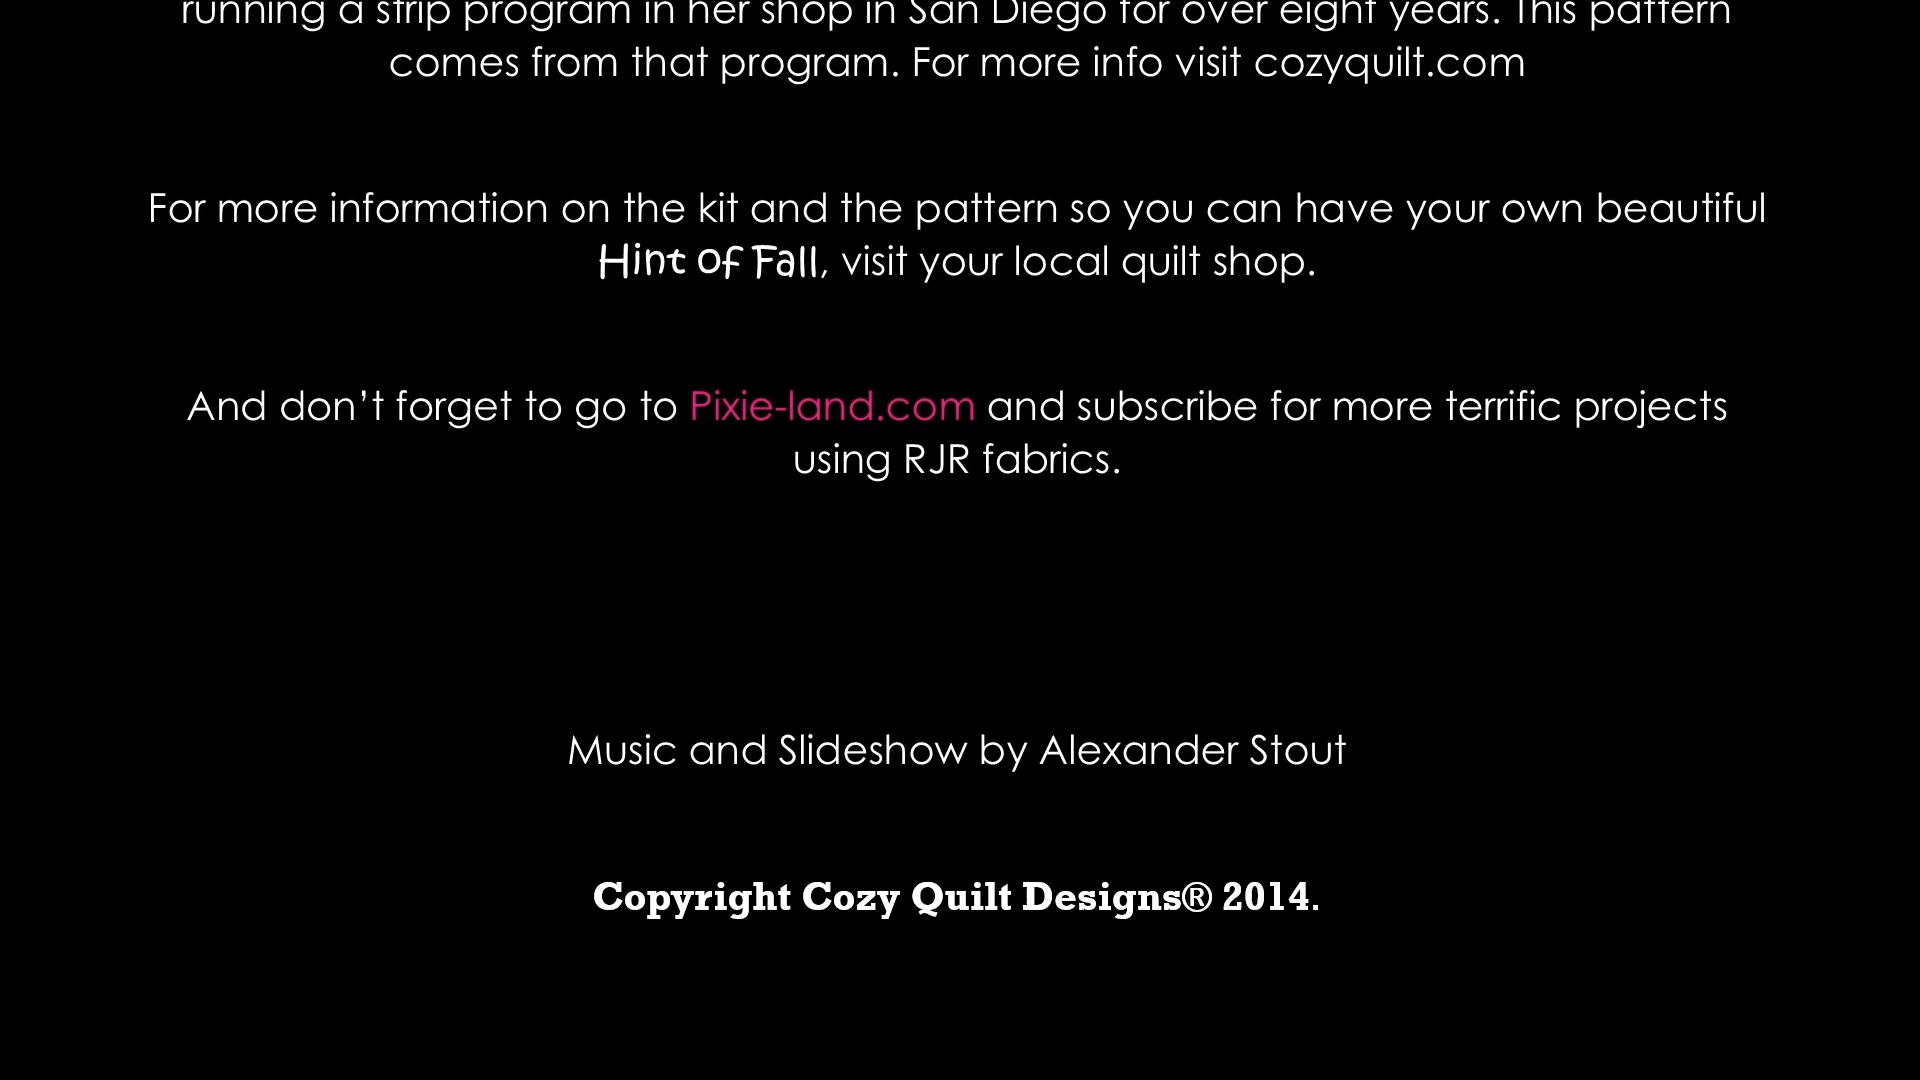 running a strip program in her shop in San Diego for over eight years. This pattern
comes from that program. For more info visit cozyquilt.com
For more information on the kit and the pattern so you can have your own beautiful
Hint of Fall, visit your local quilt shop.
And don’t forget to go to Pixie-land.com and subscribe for more terrific projects
using RJR fabrics.
Music and Slideshow by Alexander Stout
Copyright Cozy Quilt Designs® 2014.